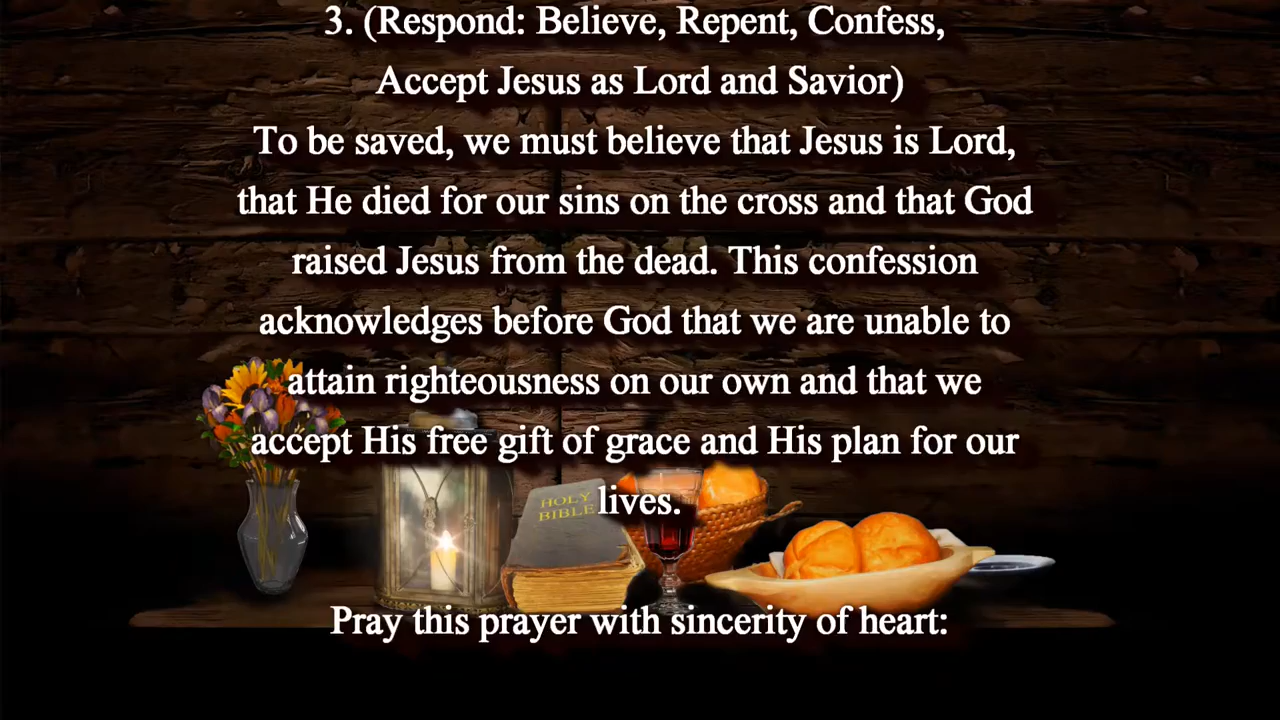 3. (Respond: Believe, Repent, Confess,
Accept Jesus as Lord and Savior)
To be saved, we must believe that Jesus is Lord,
that He died for our sins on the cross and that God
raised Jesus from the dead. This confession
acknowledges before God that we are unable to
attain righteousness on our own and that we
accept His free gift of grace and His plan for our
lives.
HOLY
BIBLE
Pray this prayer with sincerity of heart: